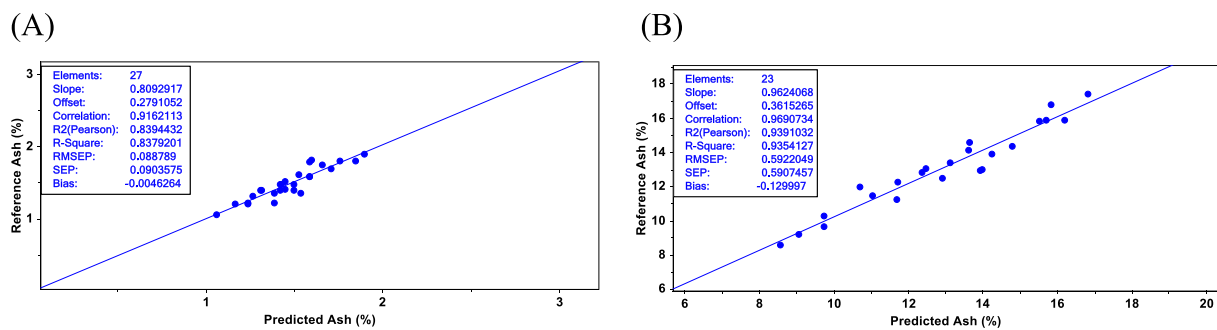 (A)
Reference Ash (%)
3
2
1
Elements: 27
Slope: 0.8092917
Offset: 0.2791052
Correlation: 0.9162113
R2(Pearson): 0.8394432
R-Square: 0.8379201
RMSEP: 0.088789
SEP: 0.0903575
Bias: -0.0046264
1 2 3
Predicted Ash (%)
(B)
Reference Ash (%)
18
16
14
12
10
8
6
Elements: 23
Slope: 0.9624068
Offset: 0.3615265
Correlation: 0.9690734
R2(Pearson): 0.9391032
R-Square: 0.9354127
RMSEP: 0.5922049
SEP: 0.5907457
Bias: -0.129997
6 8 10 12 14 16 18 20
Predicted Ash (%)